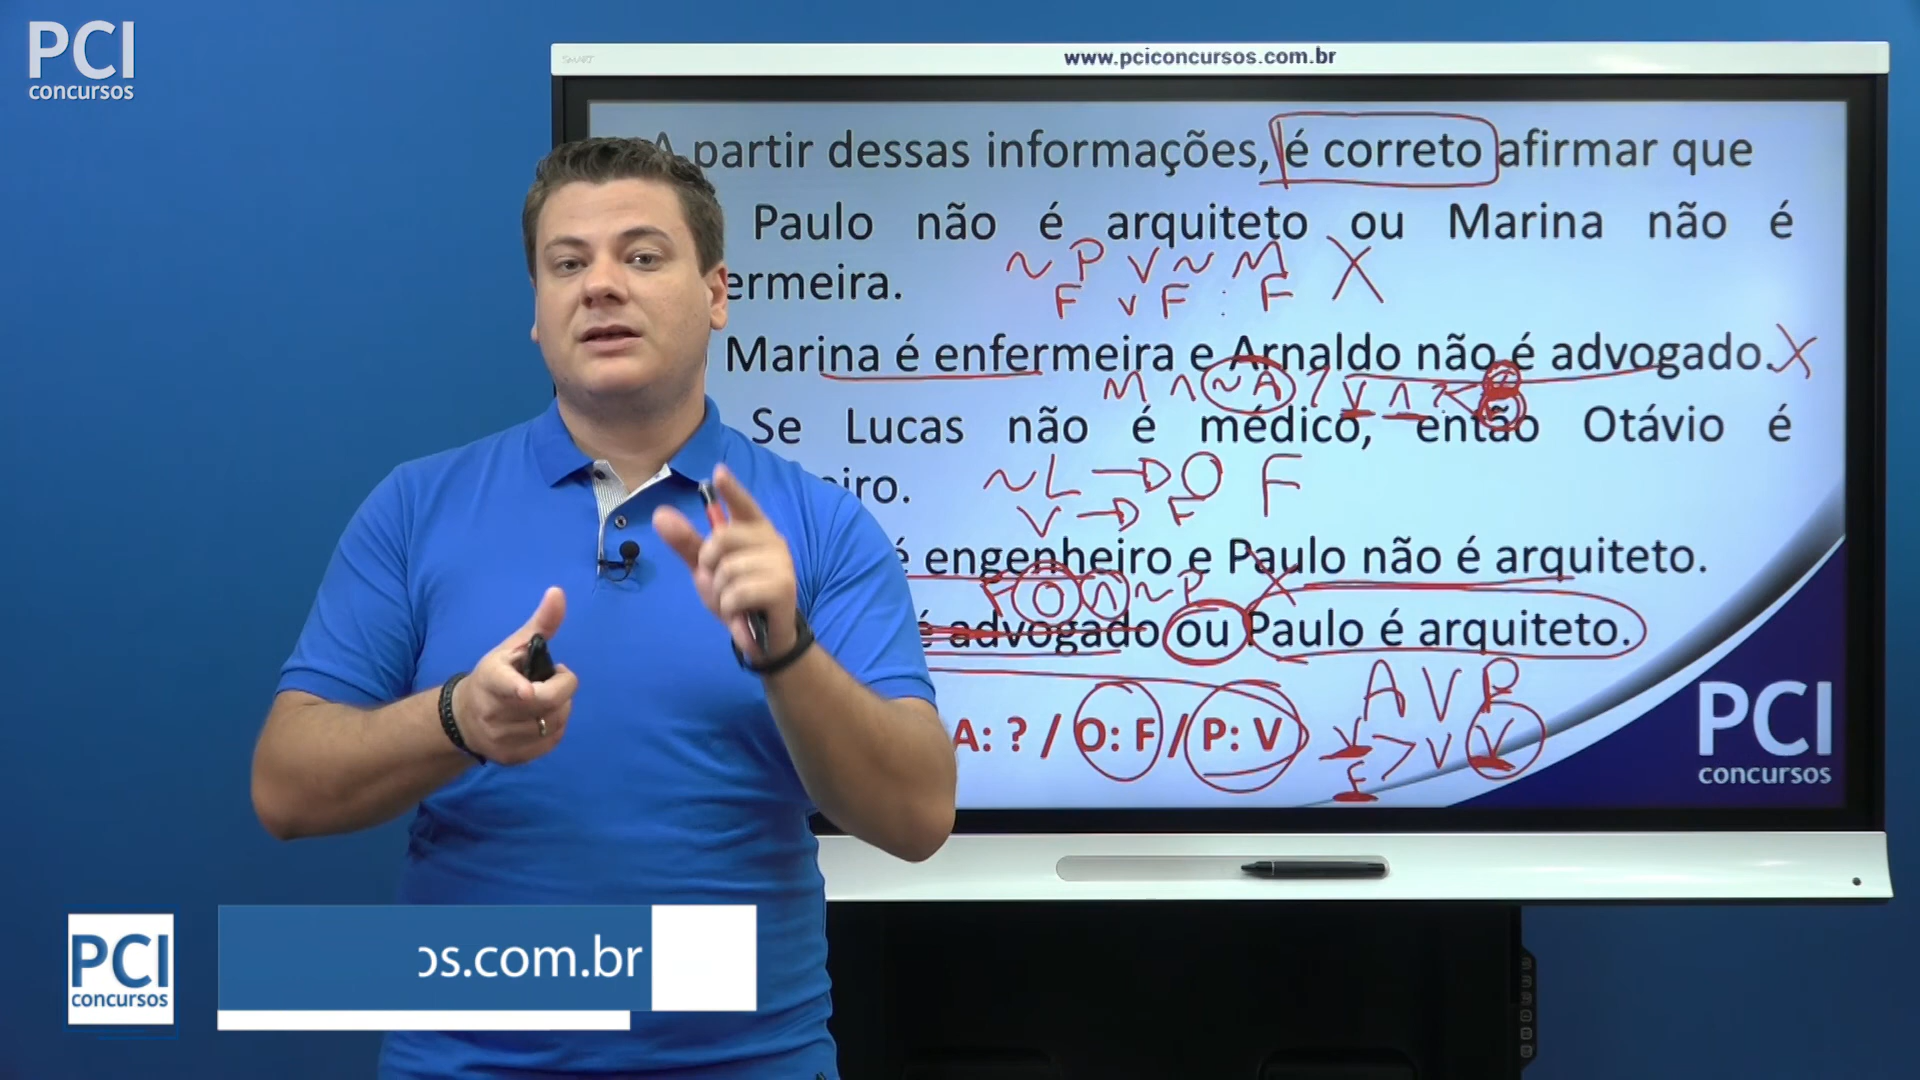 PCI
concursos
SMART
www.pciconcursos.com.br
A partir dessas informações, é correto afirmar que
Paulo não é arquiteto ou Marina não é
ermeira.
~P V ~M X
F v F : F
Marina é enfermeira e Arnaldo não é advogado. X
M ∧ ~A ? V ∧ ?
Se Lucas não é médico, então Otávio é
eiro.
~L → O F
V → F
é engenheiro e Paulo não é arquiteto.
F O ∧ ~P X
é advogado ou Paulo é arquiteto.
A V P
A: ? / O: F / P: V
V > V V
F
PCI
concursos
PCI
concursos
os.com.br